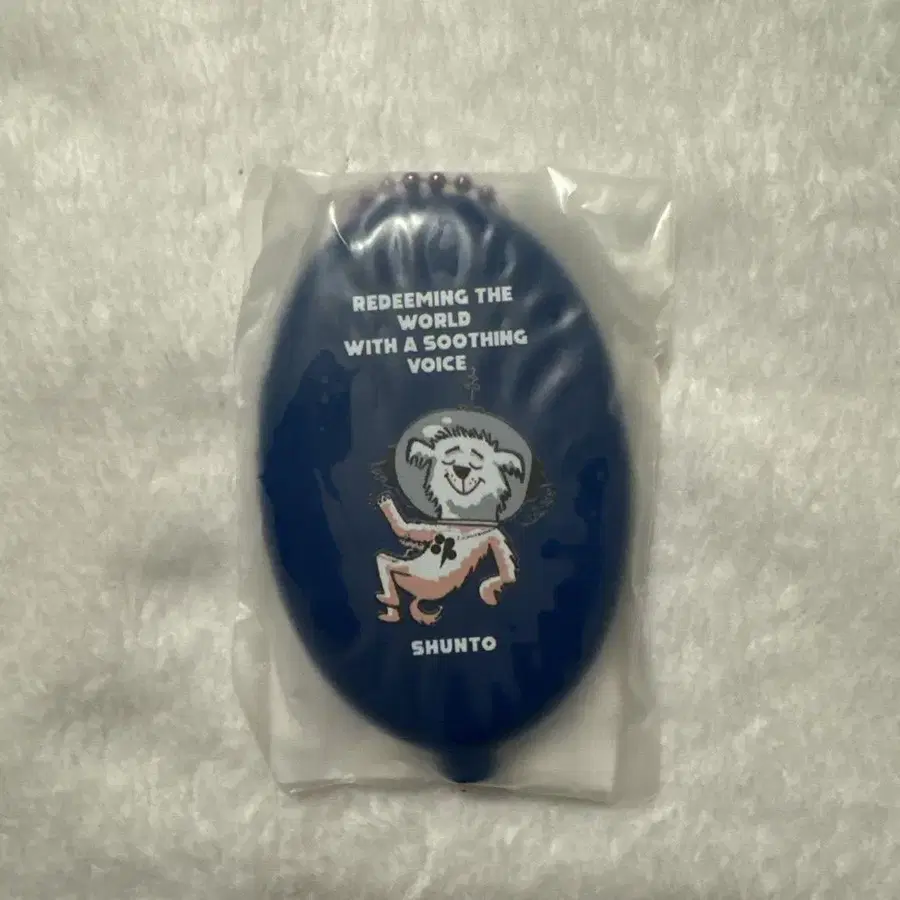 REDEEMING THE
WORLD
WITH A SOOTHING
VOICE
SHUNTO